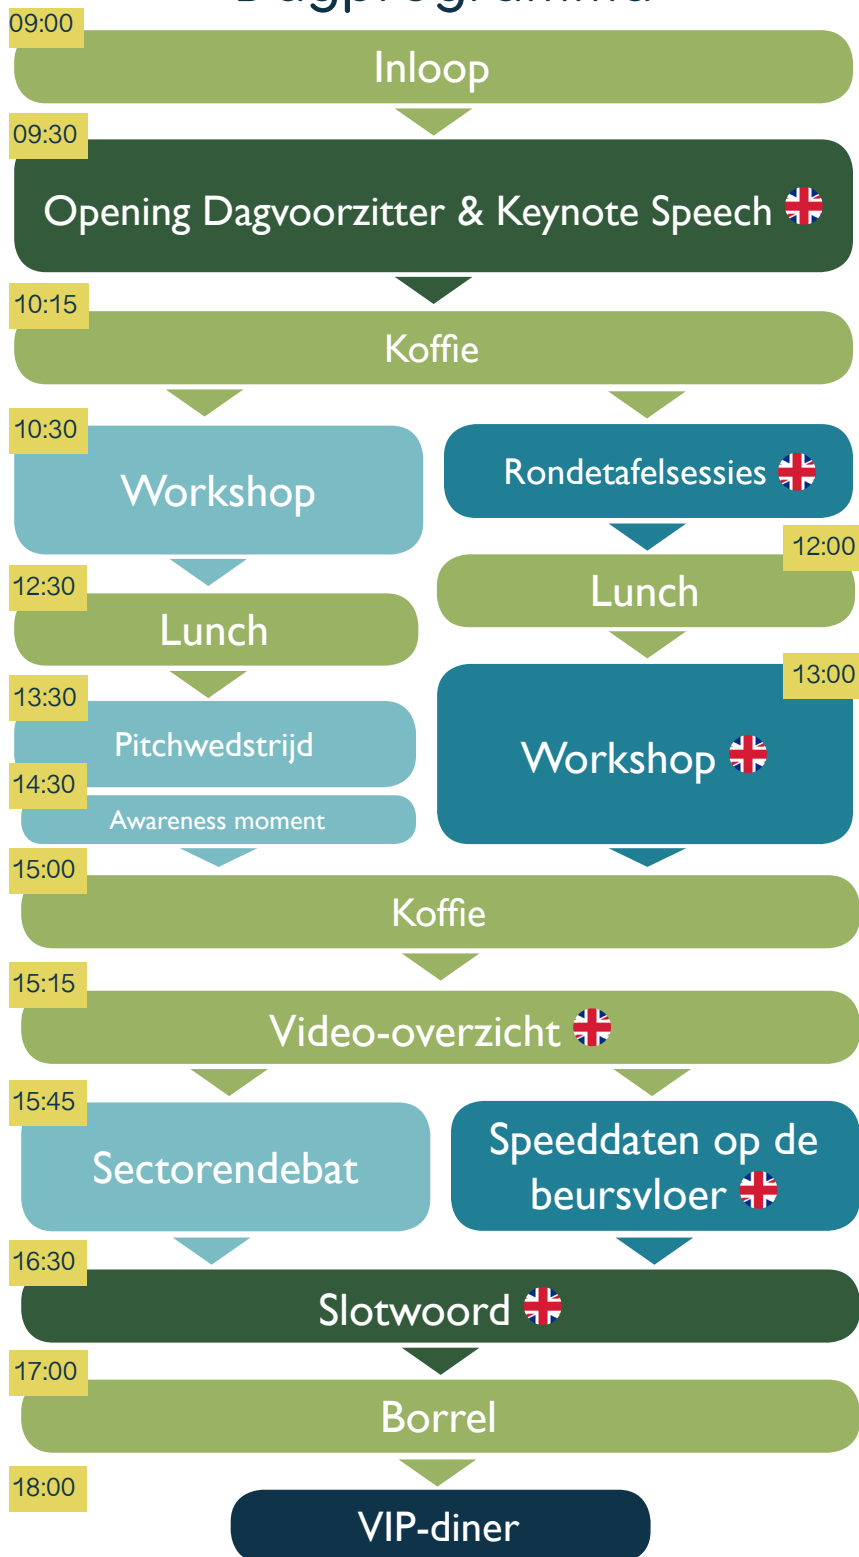 Dagprogramma
09:00
Inloop
09:30
Opening Dagvoorzitter & Keynote Speech
10:15
Koffie
10:30
Workshop
Rondetafelsessies
12:00
Lunch
12:30
Lunch
13:00
Workshop
13:30
Pitchwedstrijd
14:30
Awareness moment
15:00
Koffie
15:15
Video-overzicht
15:45
Sectorendebat
Speeddaten op de
beursvloer
16:30
Slotwoord
17:00
Borrel
18:00
VIP-diner